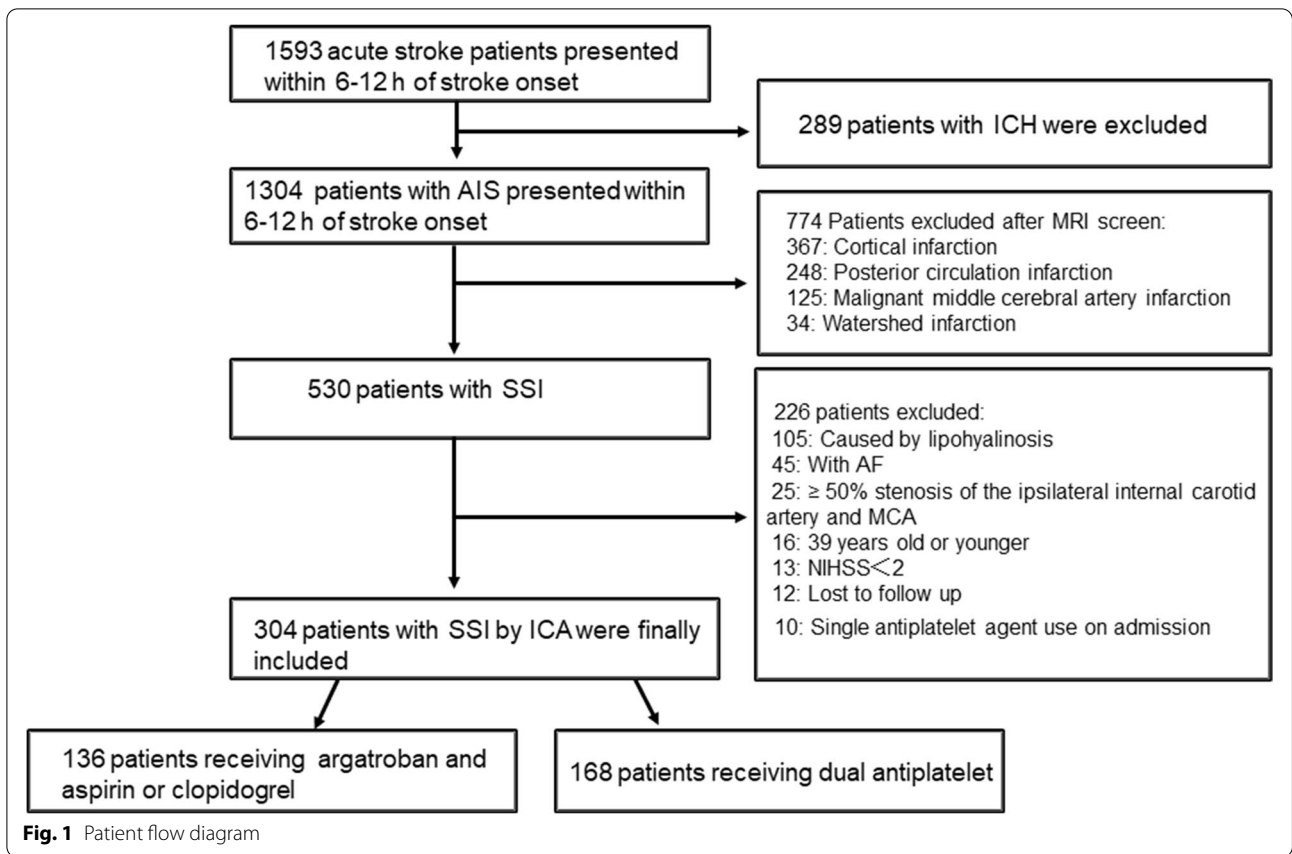 1593 acute stroke patients presented
within 6-12 h of stroke onset
289 patients with ICH were excluded
1304 patients with AIS presented within
6-12 h of stroke onset
774 Patients excluded after MRI screen:
367: Cortical infarction
248: Posterior circulation infarction
125: Malignant middle cerebral artery infarction
34: Watershed infarction
530 patients with SSI
226 patients excluded:
105: Caused by lipohyalinosis
45: With AF
25: ≥ 50% stenosis of the ipsilateral internal carotid
artery and MCA
16: 39 years old or younger
13: NIHSS<2
12: Lost to follow up
10: Single antiplatelet agent use on admission
304 patients with SSI by ICA were finally
included
136 patients receiving argatroban and
aspirin or clopidogrel
168 patients receiving dual antiplatelet
Fig. 1 Patient flow diagram